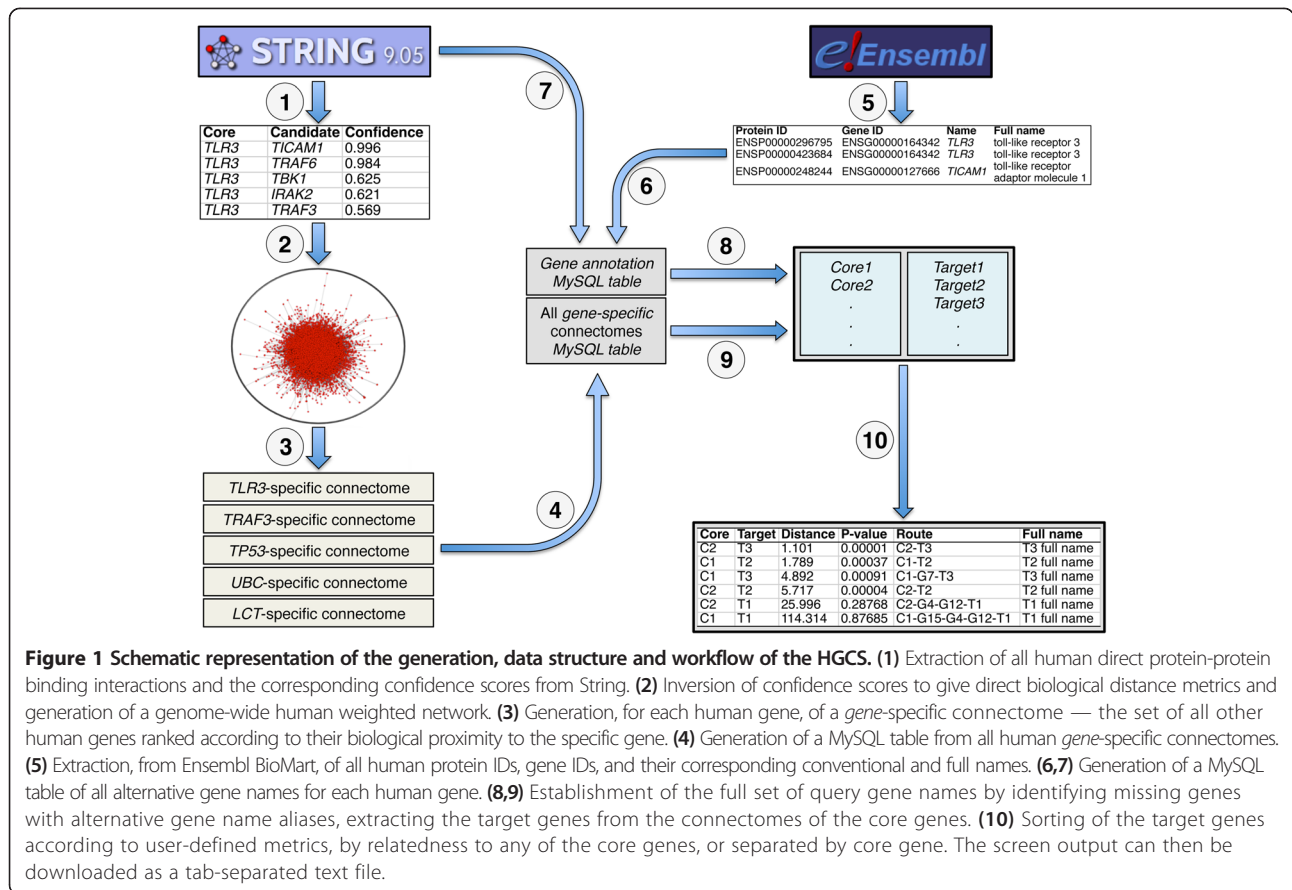 STRING 9.05
e!Ensembl
1
7
5
Core Candidate Confidence
TLR3 TICAM1 0.996
TLR3 TRAF6 0.984
TLR3 TBK1 0.625
TLR3 IRAK2 0.621
TLR3 TRAF3 0.569
Protein ID Gene ID Name Full name
ENSP00000296795 ENSG00000164342 TLR3 toll-like receptor 3
ENSP00000423684 ENSG00000164342 TLR3 toll-like receptor 3
ENSP00000248244 ENSG00000127666 TICAM1 toll-like receptor
adaptor molecule 1
6
2
8
Gene annotation
MySQL table
All gene-specific
connectomes
MySQL table
9
Core1
Core2
.
.
.
Target1
Target2
Target3
.
.
3
10
4
TLR3-specific connectome
TRAF3-specific connectome
TP53-specific connectome
UBC-specific connectome
LCT-specific connectome
Core Target Distance P-value Route Full name
C2 T3 1.101 0.00001 C2-T3 T3 full name
C1 T2 1.789 0.00037 C1-T2 T2 full name
C1 T3 4.892 0.00091 C1-G7-T3 T3 full name
C2 T2 5.717 0.00004 C2-T2 T2 full name
C2 T1 25.996 0.28768 C2-G4-G12-T1 T1 full name
C1 T1 114.314 0.87685 C1-G15-G4-G12-T1 T1 full name
Figure 1 Schematic representation of the generation, data structure and workflow of the HGCS. (1) Extraction of all human direct protein-protein
binding interactions and the corresponding confidence scores from String. (2) Inversion of confidence scores to give direct biological distance metrics and
generation of a genome-wide human weighted network. (3) Generation, for each human gene, of a gene-specific connectome — the set of all other
human genes ranked according to their biological proximity to the specific gene. (4) Generation of a MySQL table from all human gene-specific connectomes.
(5) Extraction, from Ensembl BioMart, of all human protein IDs, gene IDs, and their corresponding conventional and full names. (6,7) Generation of a MySQL
table of all alternative gene names for each human gene. (8,9) Establishment of the full set of query gene names by identifying missing genes
with alternative gene name aliases, extracting the target genes from the connectomes of the core genes. (10) Sorting of the target genes
according to user-defined metrics, by relatedness to any of the core genes, or separated by core gene. The screen output can then be
downloaded as a tab-separated text file.